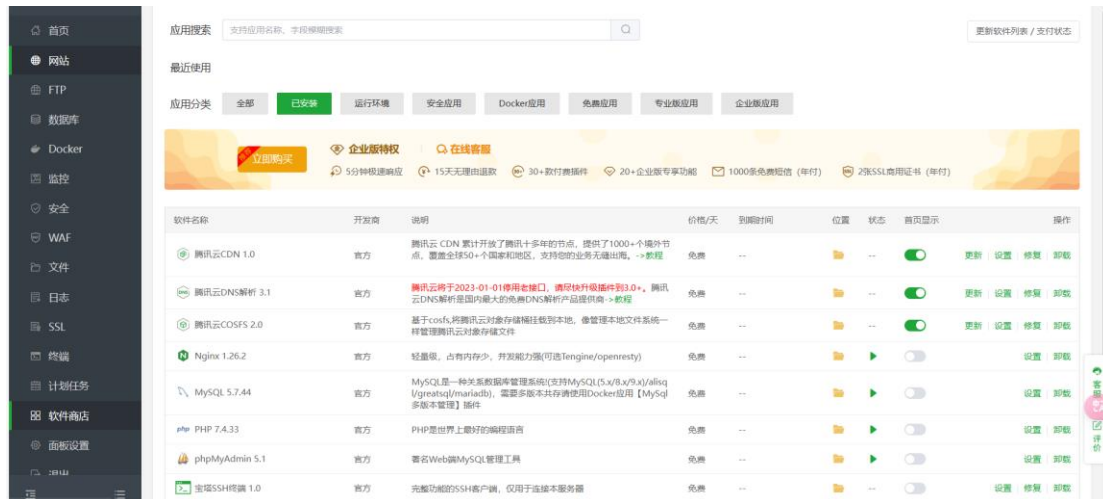 首页
网站
FTP
数据库
Docker
监控
安全
WAF
文件
日志
SSL
终端
计划任务
软件商店
面板设置
应用搜索 支持应用名称、字段模糊搜索 更新软件列表 / 支付状态
最近使用
应用分类 全部 已安装 运行环境 安全应用 Docker应用 免费应用 专业版应用 企业版应用
立即购买 企业版特权 在线客服
5分钟极速响应 15天无理由退款 30+款付费插件 20+企业版专享功能 1000条免费短信（年付） 2张SSL商用证书（年付）
软件名称 开发商 说明 价格/天 到期时间 位置 状态 首页显示 操作
腾讯云CDN 1.0 官方 腾讯云 CDN 累计开放了腾讯十多年的节点，提供了1000+个境外节
点，覆盖全球50+个国家和地区，支持您的业务无缝出海。->教程 免费 -- -- 更新 设置 修复 卸载
腾讯云DNS解析 3.1 官方 腾讯云将于2023-01-01停用老接口，请尽快升级插件到3.0+。腾讯
云DNS解析是国内最大的免费DNS解析产品提供商->教程 免费 -- -- 更新 设置 修复 卸载
腾讯云COSFS 2.0 官方 基于cosfs,将腾讯云对象存储桶挂载到本地，像管理本地文件系统一
样管理腾讯云对象存储文件 免费 -- -- 更新 设置 修复 卸载
Nginx 1.26.2 官方 轻量级，占有内存少，并发能力强(可选Tengine/openresty) 免费 -- 设置 卸载
MySQL 5.7.44 官方 MySQL是一种关系数据库管理系统!(支持MySQL(5.x/8.x/9.x)/alisq
l/greatsql/mariadb)，需要多版本共存请使用Docker应用【MySql
多版本管理】插件 免费 -- 设置 卸载
php PHP 7.4.33 官方 PHP是世界上最好的编程语言 免费 -- 设置 卸载
phpMyAdmin 5.1 官方 著名Web端MySQL管理工具 免费 -- 设置 卸载
宝塔SSH终端 1.0 官方 完整功能的SSH客户端，仅用于连接本服务器 免费 -- -- 设置 修复 卸载
客服
评价